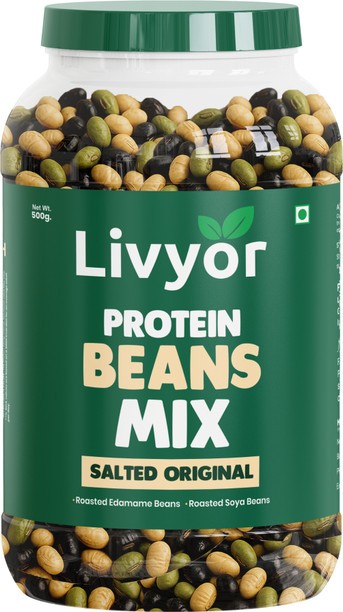 Net Wt.
500g.
Livyor
PROTEIN
BEANS
MIX
SALTED ORIGINAL
•Roasted Edamame Beans •Roasted Soya Beans